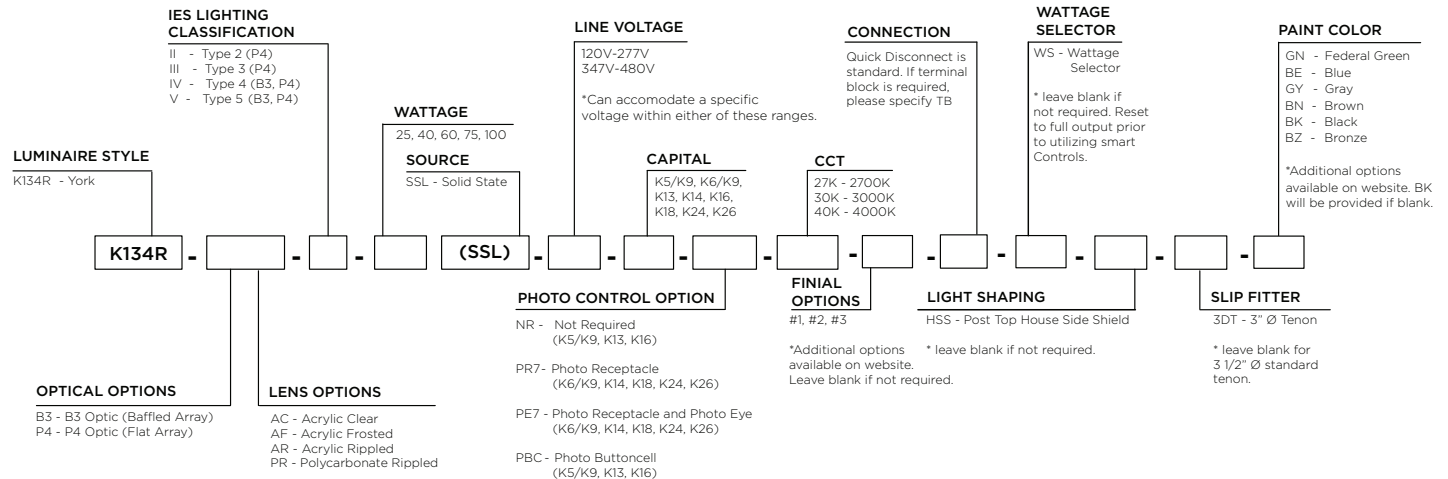 IES LIGHTING
CLASSIFICATION
II - Type 2 (P4)
III - Type 3 (P4)
IV - Type 4 (B3, P4)
V - Type 5 (B3, P4)
LINE VOLTAGE
120V-277V
347V-480V
*Can accomodate a specific
voltage within either of these ranges.
CONNECTION
Quick Disconnect is
standard. If terminal
block is required,
please specify TB
WATTAGE
SELECTOR
WS - Wattage
Selector
* leave blank if
not required. Reset
to full output prior
to utilizing smart
Controls.
PAINT COLOR
GN - Federal Green
BE - Blue
GY - Gray
BN - Brown
BK - Black
BZ - Bronze
*Additional options
available on website. BK
will be provided if blank.
WATTAGE
25, 40, 60, 75, 100
LUMINAIRE STYLE
K134R - York
SOURCE
SSL - Solid State
CAPITAL
K5/K9, K6/K9,
K13, K14, K16,
K18, K24, K26
CCT
27K - 2700K
30K - 3000K
40K - 4000K
K134R - - - (SSL) - - - - - - - - - -
OPTICAL OPTIONS
B3 - B3 Optic (Baffled Array)
P4 - P4 Optic (Flat Array)
LENS OPTIONS
AC - Acrylic Clear
AF - Acrylic Frosted
AR - Acrylic Rippled
PR - Polycarbonate Rippled
PHOTO CONTROL OPTION
NR - Not Required
(K5/K9, K13, K16)
PR7- Photo Receptacle
(K6/K9, K14, K18, K24, K26)
PE7 - Photo Receptacle and Photo Eye
(K6/K9, K14, K18, K24, K26)
PBC - Photo Buttoncell
(K5/K9, K13, K16)
FINIAL
OPTIONS
#1, #2, #3
*Additional options
available on website.
Leave blank if not required.
LIGHT SHAPING
HSS - Post Top House Side Shield
* leave blank if not required.
SLIP FITTER
3DT - 3" Ø Tenon
* leave blank for
3 1/2" Ø standard
tenon.